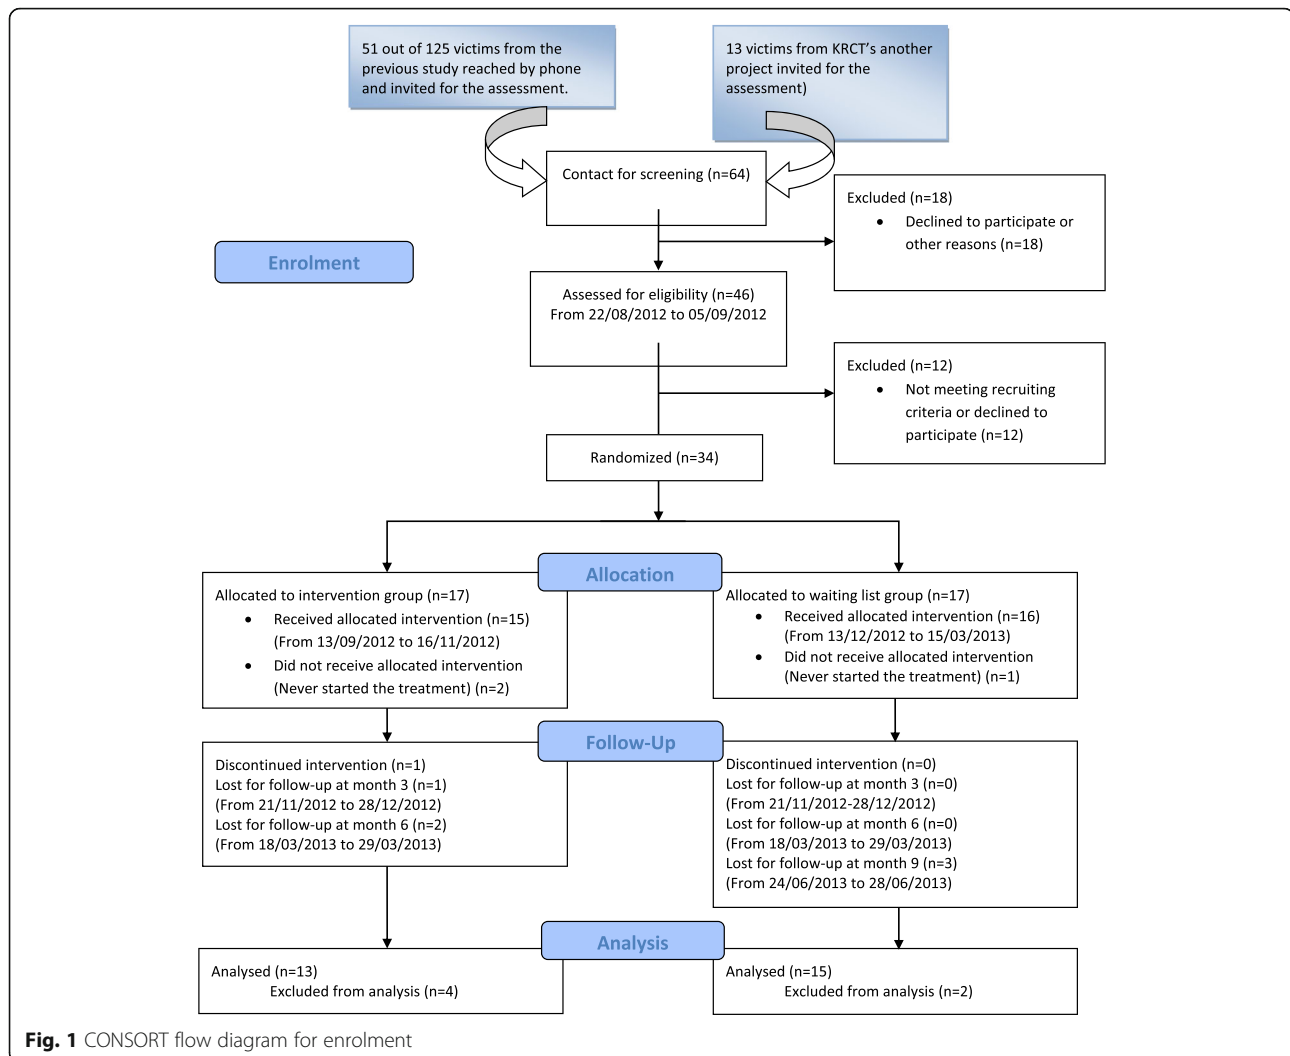 51 out of 125 victims from the
previous study reached by phone
and invited for the assessment.
13 victims from KRCT's another
project invited for the
assessment)
Contact for screening (n=64)
Excluded (n=18)
• Declined to participate or
other reasons (n=18)
Enrolment
Assessed for eligibility (n=46)
From 22/08/2012 to 05/09/2012
Excluded (n=12)
• Not meeting recruiting
criteria or declined to
participate (n=12)
Randomized (n=34)
Allocation
Allocated to intervention group (n=17)
• Received allocated intervention (n=15)
(From 13/09/2012 to 16/11/2012)
• Did not receive allocated intervention
(Never started the treatment) (n=2)
Allocated to waiting list group (n=17)
• Received allocated intervention (n=16)
(From 13/12/2012 to 15/03/2013)
• Did not receive allocated intervention
(Never started the treatment) (n=1)
Follow-Up
Discontinued intervention (n=1)
Lost for follow-up at month 3 (n=1)
(From 21/11/2012 to 28/12/2012)
Lost for follow-up at month 6 (n=2)
(From 18/03/2013 to 29/03/2013)
Discontinued intervention (n=0)
Lost for follow-up at month 3 (n=0)
(From 21/11/2012-28/12/2012)
Lost for follow-up at month 6 (n=0)
(From 18/03/2013 to 29/03/2013)
Lost for follow-up at month 9 (n=3)
(From 24/06/2013 to 28/06/2013)
Analysis
Analysed (n=13)
Excluded from analysis (n=4)
Analysed (n=15)
Excluded from analysis (n=2)
Fig. 1 CONSORT flow diagram for enrolment